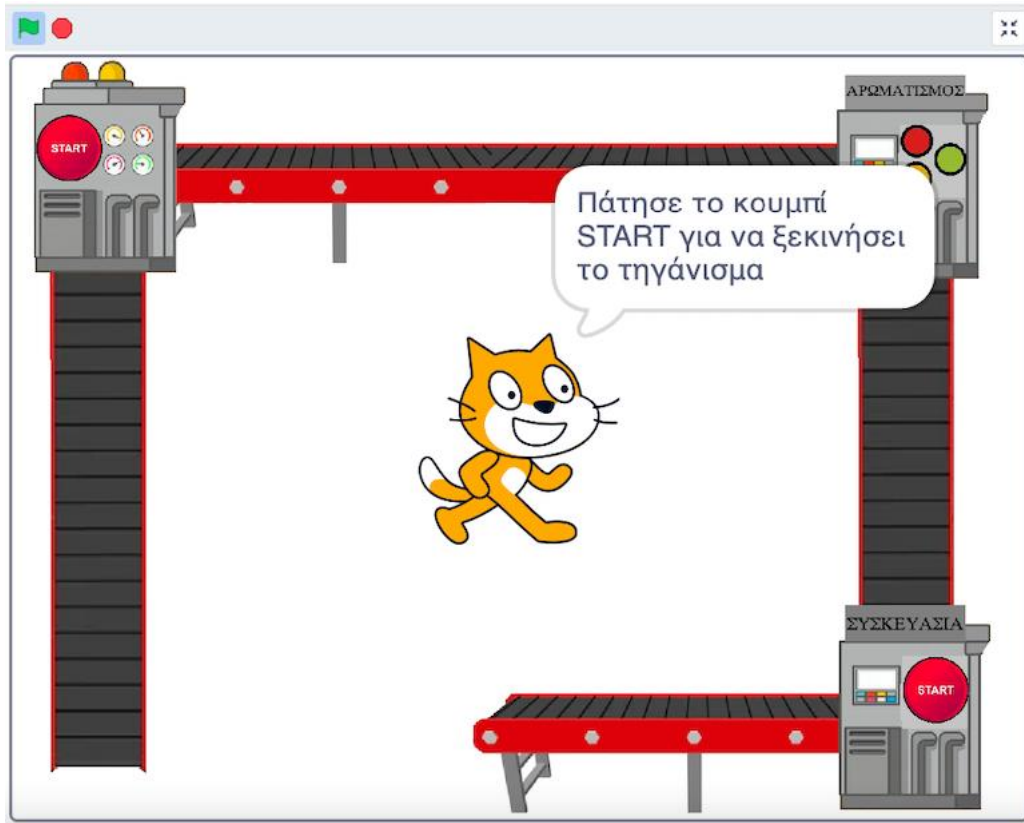 ΑΡΩΜΑΤΙΣΜΟΣ
START
Πάτησε το κουμπί
START για να ξεκινήσει
το τηγάνισμα
ΣΥΣΚΕΥΑΣΙΑ
START